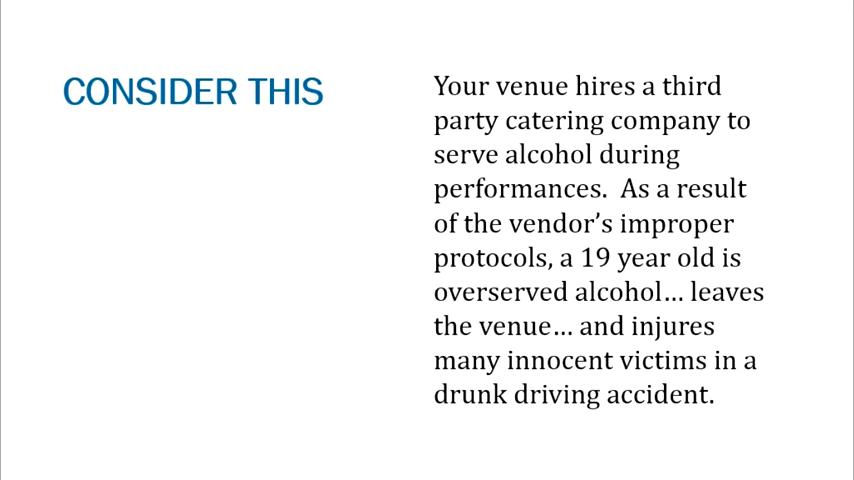 CONSIDER THIS
Your venue hires a third
party catering company to
serve alcohol during
performances.  As a result
of the vendor’s improper
protocols, a 19 year old is
overserved alcohol… leaves
the venue… and injures
many innocent victims in a
drunk driving accident.